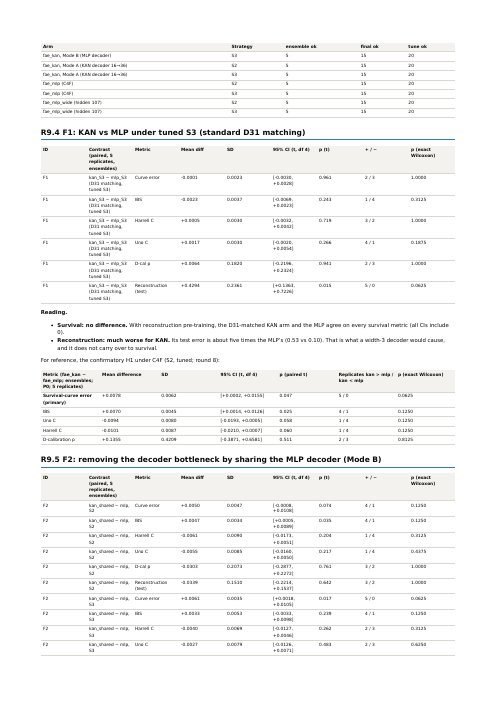 Arm Strategy ensemble ok final ok tune ok
fae_kan, Mode B (MLP decoder) S3 5 15 20
fae_kan, Mode A (KAN decoder 16→36) S2 5 15 20
fae_kan, Mode A (KAN decoder 16→36) S3 5 15 20
fae_mlp (C4F) S2 5 15 20
fae_mlp (C4F) S3 5 15 20
fae_mlp_wide (hidden 107) S2 5 15 20
fae_mlp_wide (hidden 107) S3 5 15 20
R9.4 F1: KAN vs MLP under tuned S3 (standard D31 matching)
ID Contrast (paired, 5 replicates, ensembles) Metric Mean diff SD 95% CI (t, df 4) p (t) + / − p (exact Wilcoxon)
F1 kan_S3 − mlp_S3 (D31 matching, tuned S3) Curve error -0.0001 0.0023 [-0.0030, +0.0028] 0.961 2 / 3 1.0000
F1 kan_S3 − mlp_S3 (D31 matching, tuned S3) IBS -0.0023 0.0037 [-0.0069, +0.0023] 0.243 1 / 4 0.3125
F1 kan_S3 − mlp_S3 (D31 matching, tuned S3) Harrell C +0.0005 0.0030 [-0.0032, +0.0042] 0.719 3 / 2 1.0000
F1 kan_S3 − mlp_S3 (D31 matching, tuned S3) Uno C +0.0017 0.0030 [-0.0020, +0.0054] 0.266 4 / 1 0.1875
F1 kan_S3 − mlp_S3 (D31 matching, tuned S3) D-cal p +0.0064 0.1820 [-0.2196, +0.2324] 0.941 2 / 3 1.0000
F1 kan_S3 − mlp_S3 (D31 matching, tuned S3) Reconstruction (test) +0.4294 0.2361 [+0.1363, +0.7226] 0.015 5 / 0 0.0625
Reading.
• Survival: no difference. With reconstruction pre-training, the D31-matched KAN arm and the MLP agree on every survival metric (all CIs include
0).
• Reconstruction: much worse for KAN. Its test error is about five times the MLP's (0.53 vs 0.10). That is what a width-3 decoder would cause,
and it does not carry over to survival.
For reference, the confirmatory H1 under C4F (S2, tuned; round 8):
Metric (fae_kan − fae_mlp; ensembles; P0; 5 replicates) Mean difference SD 95% CI (t, df 4) p (paired t) Replicates kan > mlp / kan < mlp p (exact Wilcoxon)
Survival-curve error (primary) +0.0078 0.0062 [+0.0002, +0.0155] 0.047 5 / 0 0.0625
IBS +0.0070 0.0045 [+0.0014, +0.0126] 0.025 4 / 1 0.1250
Uno C -0.0094 0.0080 [-0.0193, +0.0005] 0.058 1 / 4 0.1250
Harrell C -0.0101 0.0087 [-0.0210, +0.0007] 0.060 1 / 4 0.1250
D-calibration p +0.1355 0.4209 [-0.3871, +0.6581] 0.511 2 / 3 0.8125
R9.5 F2: removing the decoder bottleneck by sharing the MLP decoder (Mode B)
ID Contrast (paired, 5 replicates, ensembles) Metric Mean diff SD 95% CI (t, df 4) p (t) + / − p (exact Wilcoxon)
F2 kan_shared − mlp, S2 Curve error +0.0050 0.0047 [-0.0008, +0.0108] 0.074 4 / 1 0.1250
F2 kan_shared − mlp, S2 IBS +0.0047 0.0034 [+0.0005, +0.0089] 0.035 4 / 1 0.1250
F2 kan_shared − mlp, S2 Harrell C -0.0061 0.0090 [-0.0173, +0.0051] 0.204 1 / 4 0.3125
F2 kan_shared − mlp, S2 Uno C -0.0055 0.0085 [-0.0160, +0.0050] 0.217 1 / 4 0.4375
F2 kan_shared − mlp, S2 D-cal p -0.0303 0.2073 [-0.2877, +0.2272] 0.761 3 / 2 1.0000
F2 kan_shared − mlp, S2 Reconstruction (test) -0.0339 0.1510 [-0.2214, +0.1537] 0.642 3 / 2 1.0000
F2 kan_shared − mlp, S3 Curve error +0.0061 0.0035 [+0.0018, +0.0105] 0.017 5 / 0 0.0625
F2 kan_shared − mlp, S3 IBS +0.0033 0.0053 [-0.0033, +0.0098] 0.239 4 / 1 0.1250
F2 kan_shared − mlp, S3 Harrell C -0.0040 0.0069 [-0.0127, +0.0046] 0.262 2 / 3 0.3125
F2 kan_shared − mlp, S3 Uno C -0.0027 0.0079 [-0.0126, +0.0071] 0.483 2 / 3 0.6250